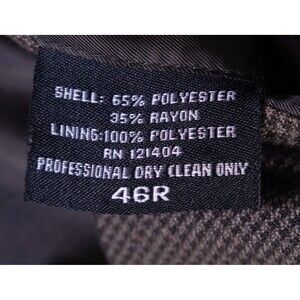 SHELL: 65% POLYESTER
35% RAYON
LINING:100% POLYESTER
RN 121404
PROFESSIONAL DRY CLEAN ONLY
46R